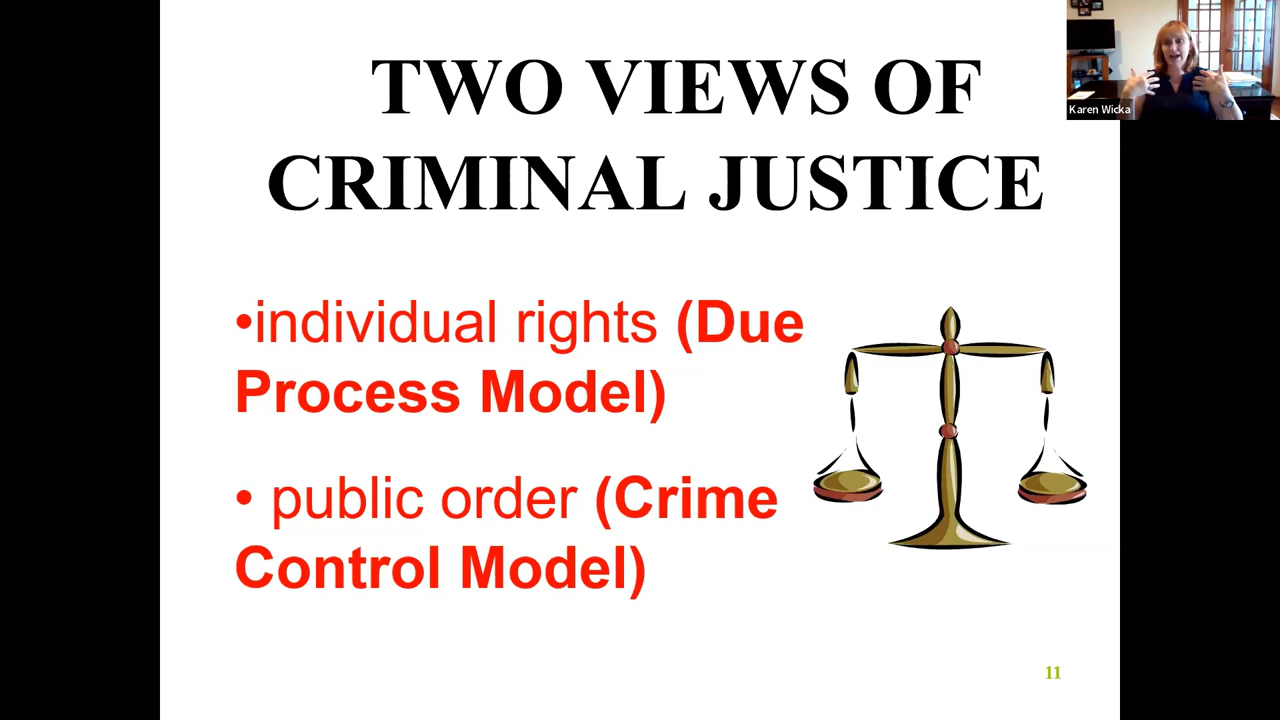 TWO VIEWS OF
CRIMINAL JUSTICE
•individual rights (Due
Process Model)
• public order (Crime
Control Model)
11
Karen Wicka